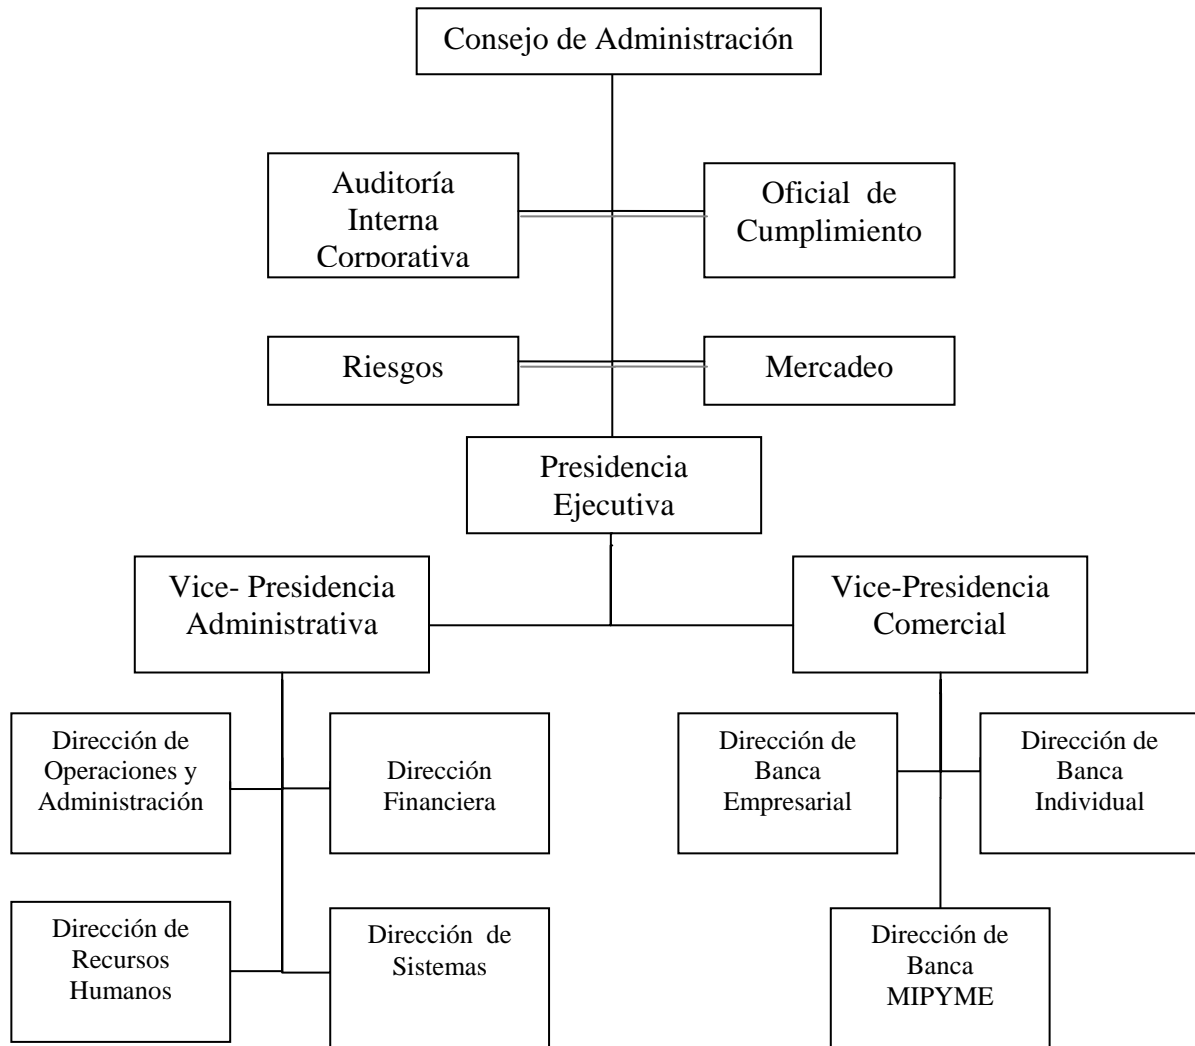 Consejo de Administración
Auditoría
Interna
Corporativa
Oficial de
Cumplimiento
Riesgos
Mercadeo
Presidencia
Ejecutiva
Vice- Presidencia
Administrativa
Vice-Presidencia
Comercial
Dirección de
Operaciones y
Administración
Dirección
Financiera
Dirección de
Banca
Empresarial
Dirección de
Banca
Individual
Dirección de
Recursos
Humanos
Dirección de
Sistemas
Dirección de
Banca
MIPYME